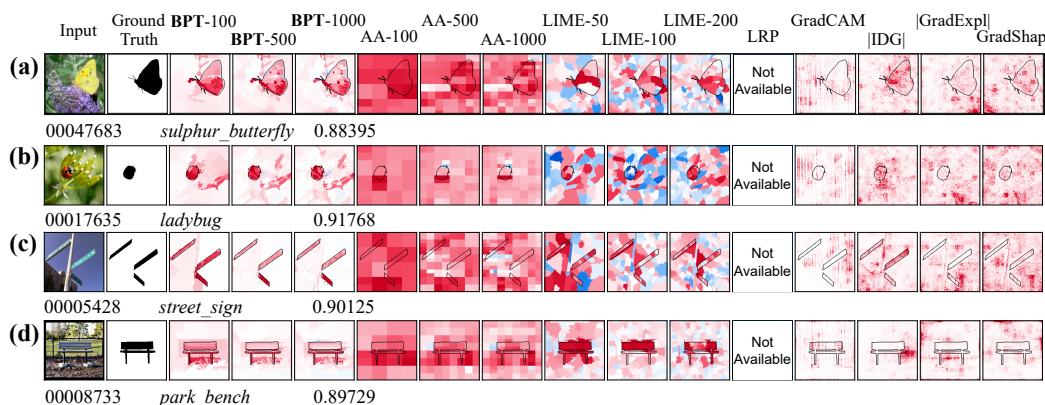 Input Ground Truth BPT-100 BPT-500 BPT-1000 AA-100 AA-500 AA-1000 LIME-50 LIME-100 LIME-200 LRP GradCAM |IDG| |GradExpl| GradShap
(a) Not Available
00047683 sulphur_butterfly 0.88395
(b) Not Available
00017635 ladybug 0.91768
(c) Not Available
00005428 street_sign 0.90125
(d) Not Available
00008733 park_bench 0.89729